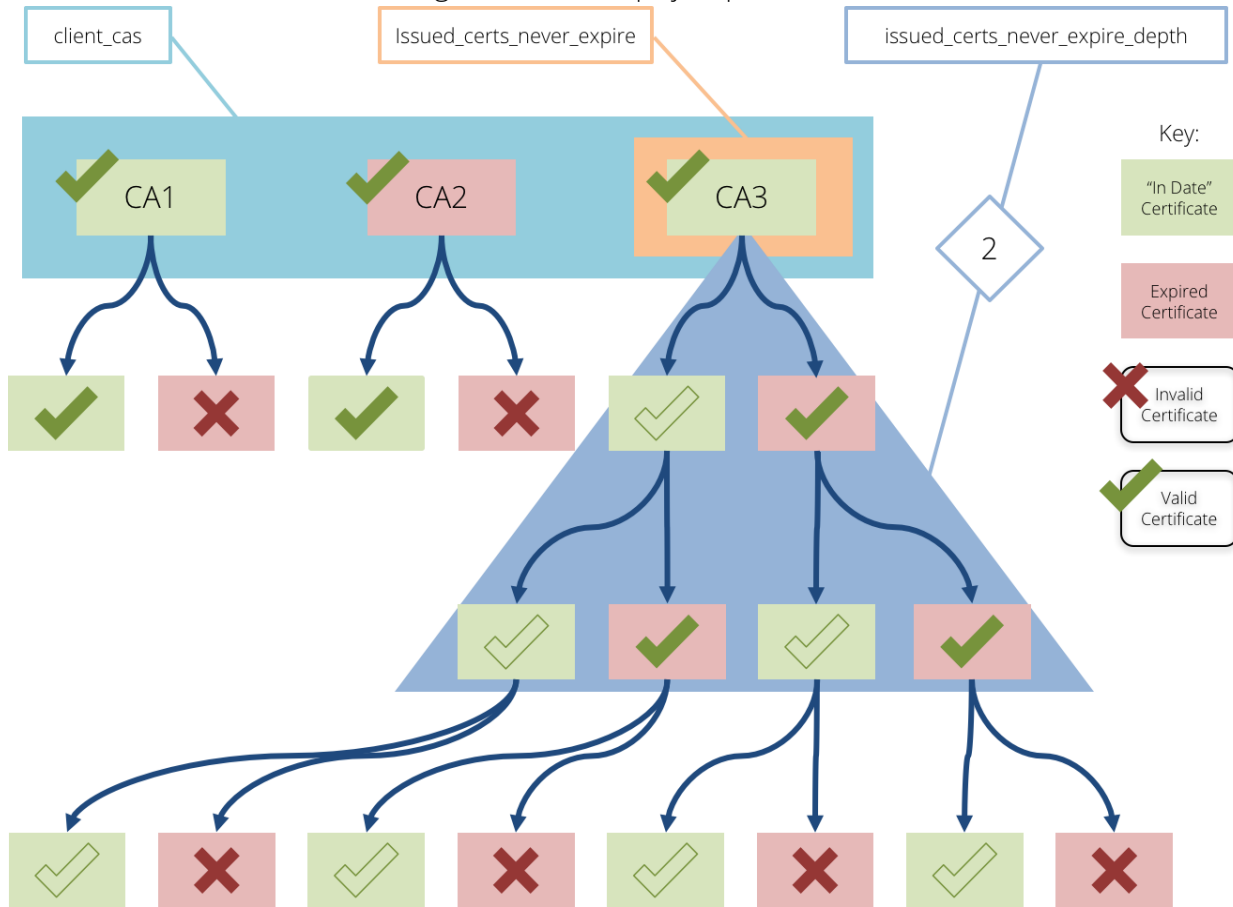 client_cas
Issued_certs_never_expire
issued_certs_never_expire_depth
Key:
CA1
CA2
CA3
“In Date”
Certificate
2
Expired
Certificate
Invalid
Certificate
Valid
Certificate